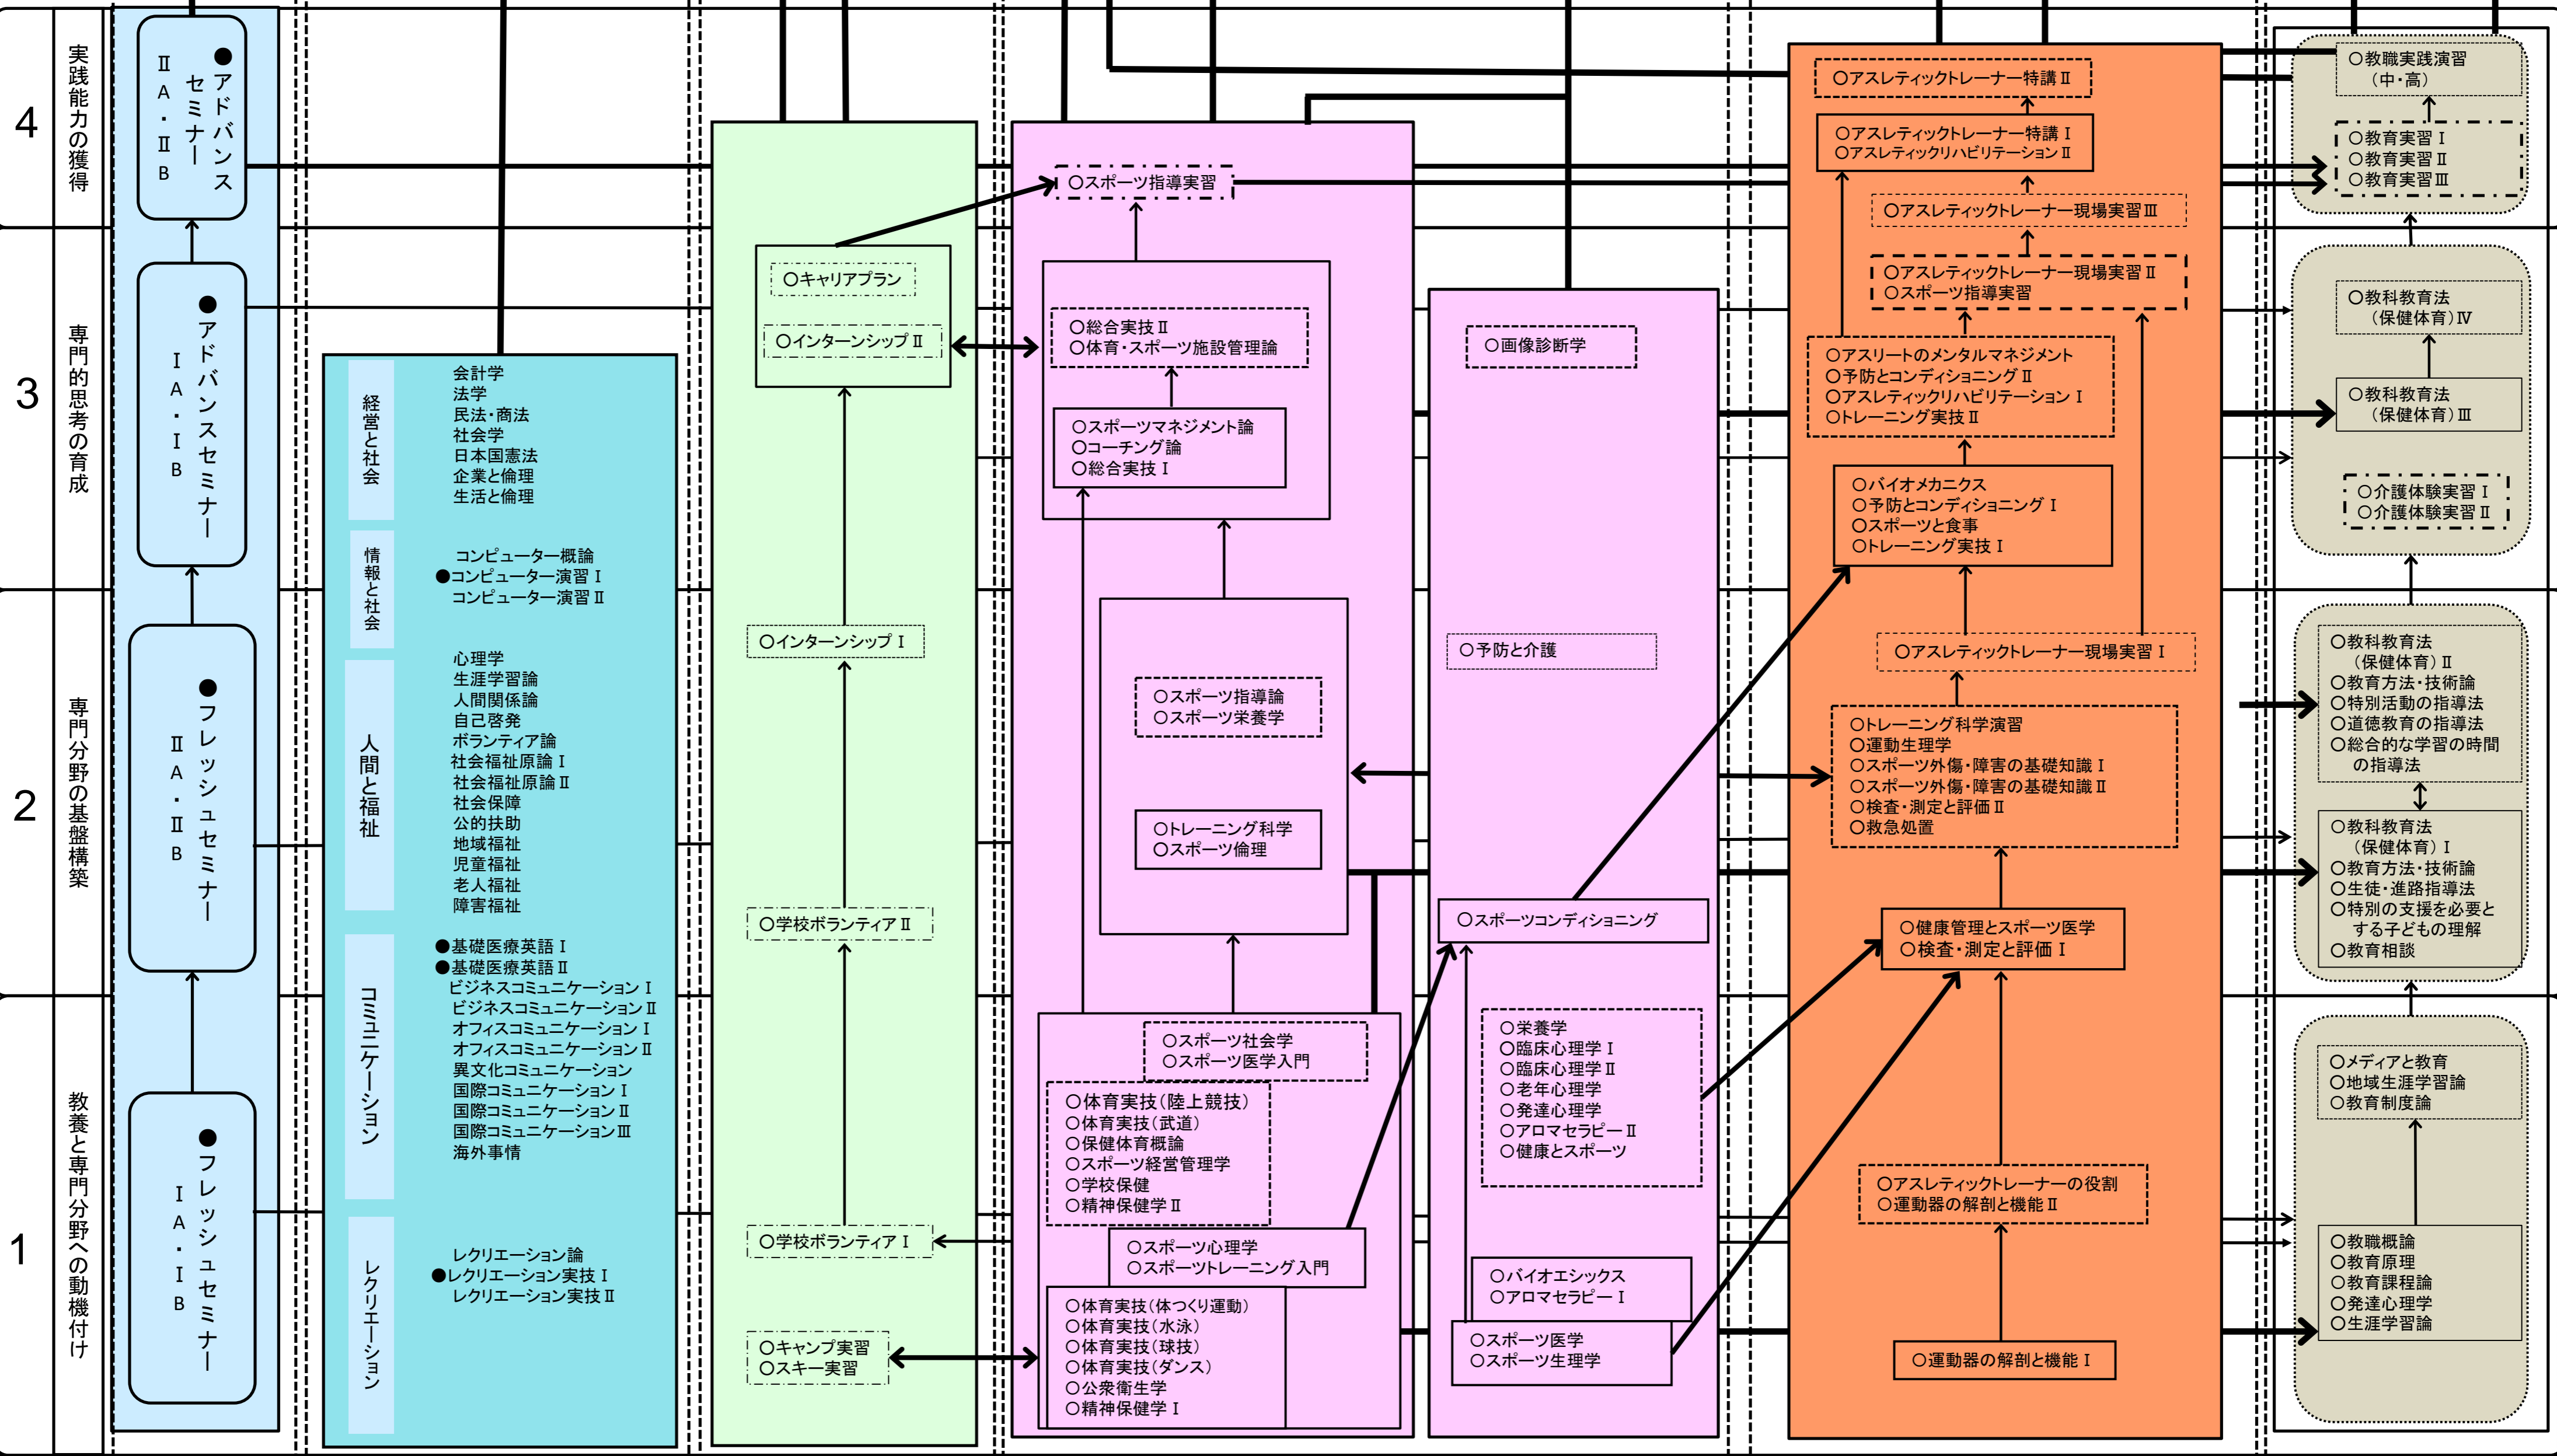 4
実践能力の獲得
3
専門的思考の育成
2
専門分野の基盤構築
1
教養と専門分野への動機付け
●アドバンス
セミナー
ⅡA・ⅡB
●アドバンスセミナー
ⅠA・ⅠB
●フレッシュセミナー
ⅡA・ⅡB
●フレッシュセミナー
ⅠA・ⅠB
経営と社会
会計学
法学
民法・商法
社会学
日本国憲法
企業と倫理
生活と倫理
情報と社会
コンピューター概論
●コンピューター演習Ⅰ
コンピューター演習Ⅱ
人間と福祉
心理学
生涯学習論
人間関係論
自己啓発
ボランティア論
社会福祉原論Ⅰ
社会福祉原論Ⅱ
社会保障
公的扶助
地域福祉
児童福祉
老人福祉
障害福祉
コミュニケーション
●基礎医療英語Ⅰ
●基礎医療英語Ⅱ
ビジネスコミュニケーションⅠ
ビジネスコミュニケーションⅡ
オフィスコミュニケーションⅠ
オフィスコミュニケーションⅡ
異文化コミュニケーション
国際コミュニケーションⅠ
国際コミュニケーションⅡ
国際コミュニケーションⅢ
海外事情
レクリエーション
レクリエーション論
●レクリエーション実技Ⅰ
レクリエーション実技Ⅱ
○キャリアプラン
○インターンシップⅡ
○インターンシップⅠ
○学校ボランティアⅡ
○学校ボランティアⅠ
○キャンプ実習
○スキー実習
○スポーツ指導実習
○総合実技Ⅱ
○体育・スポーツ施設管理論
○スポーツマネジメント論
○コーチング論
○総合実技Ⅰ
○スポーツ指導論
○スポーツ栄養学
○トレーニング科学
○スポーツ倫理
○スポーツ社会学
○スポーツ医学入門
○体育実技(陸上競技)
○体育実技(武道)
○保健体育概論
○スポーツ経営管理学
○学校保健
○精神保健学Ⅱ
○スポーツ心理学
○スポーツトレーニング入門
○体育実技(体つくり運動)
○体育実技(水泳)
○体育実技(球技)
○体育実技(ダンス)
○公衆衛生学
○精神保健学Ⅰ
○画像診断学
○予防と介護
○スポーツコンディショニング
○栄養学
○臨床心理学Ⅰ
○臨床心理学Ⅱ
○老年心理学
○発達心理学
○アロマセラピーⅡ
○健康とスポーツ
○バイオエシックス
○アロマセラピーⅠ
○スポーツ医学
○スポーツ生理学
○アスレティックトレーナー特講Ⅱ
○アスレティックトレーナー特講Ⅰ
○アスレティックリハビリテーションⅡ
○アスレティックトレーナー現場実習Ⅲ
○アスレティックトレーナー現場実習Ⅱ
○スポーツ指導実習
○アスリートのメンタルマネジメント
○予防とコンディショニングⅡ
○アスレティックリハビリテーションⅠ
○トレーニング実技Ⅱ
○バイオメカニクス
○予防とコンディショニングⅠ
○スポーツと食事
○トレーニング実技Ⅰ
○アスレティックトレーナー現場実習Ⅰ
○トレーニング科学演習
○運動生理学
○スポーツ外傷・障害の基礎知識Ⅰ
○スポーツ外傷・障害の基礎知識Ⅱ
○検査・測定と評価Ⅱ
○救急処置
○健康管理とスポーツ医学
○検査・測定と評価Ⅰ
○アスレティックトレーナーの役割
○運動器の解剖と機能Ⅱ
○運動器の解剖と機能Ⅰ
○教職実践演習
(中・高)
○教育実習Ⅰ
○教育実習Ⅱ
○教育実習Ⅲ
○教科教育法
(保健体育)Ⅳ
○教科教育法
(保健体育)Ⅲ
○介護体験実習Ⅰ
○介護体験実習Ⅱ
○教科教育法
(保健体育)Ⅱ
○教育方法・技術論
○特別活動の指導法
○道徳教育の指導法
○総合的な学習の時間
の指導法
○教科教育法
(保健体育)Ⅰ
○教育方法・技術論
○生徒・進路指導法
○特別の支援を必要と
する子どもの理解
○教育相談
○メディアと教育
○地域生涯学習論
○教育制度論
○教職概論
○教育原理
○教育課程論
○発達心理学
○生涯学習論